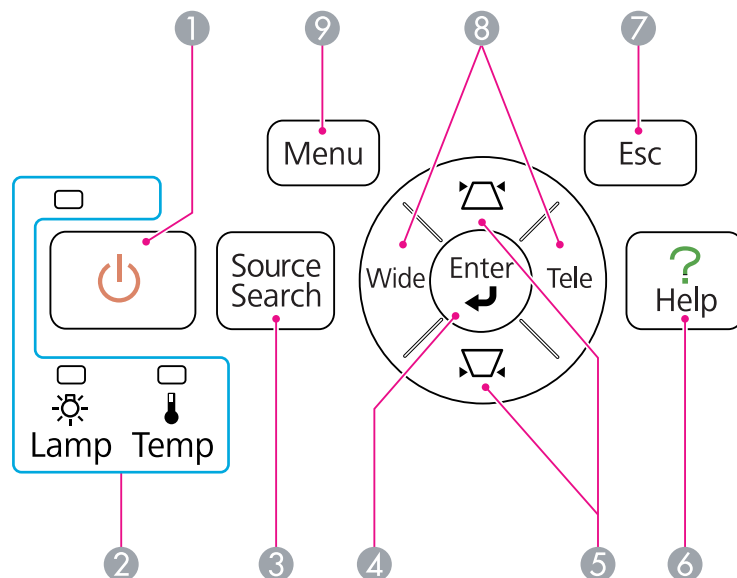 1 9 8 7
Menu
Esc
Source
Search
Wide
Enter
Tele
?
Help
Lamp
Temp
2 3 4 5 6